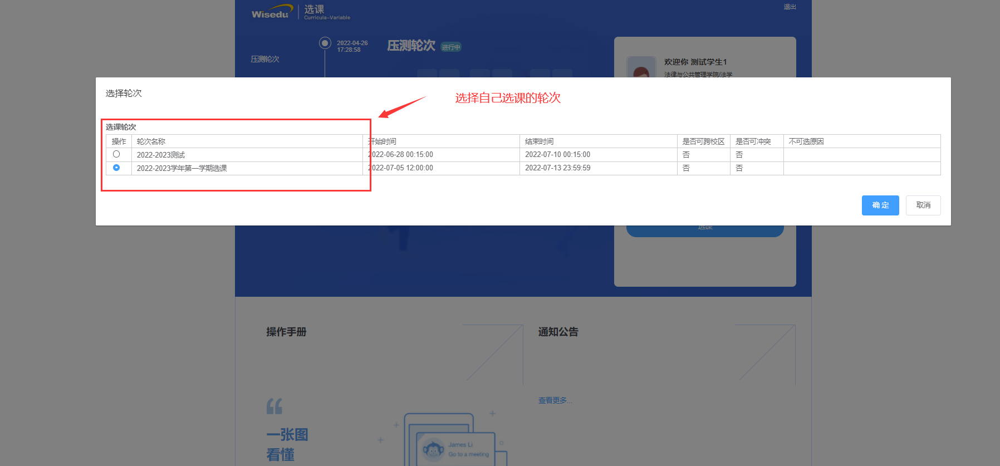 Wisedu
选课
Curricula-Variable
退出
压测轮次
2022-04-26
17:28:58
压测轮次 进行中
欢迎你 测试学生1
法律与公共管理学院/法学
选择轮次
选择自己选课的轮次
选课轮次
操作 轮次名称 开始时间 结束时间 是否可跨校区 是否可冲突 不可选原因
2022-2023测试 2022-06-28 00:15:00 2022-07-10 00:15:00 否 否
2022-2023学年第一学期选课 2022-07-05 12:00:00 2022-07-13 23:59:59 否 否
确定 取消
选课
操作手册
通知公告
查看更多...
一张图
看懂
James Li
Go to a meeting